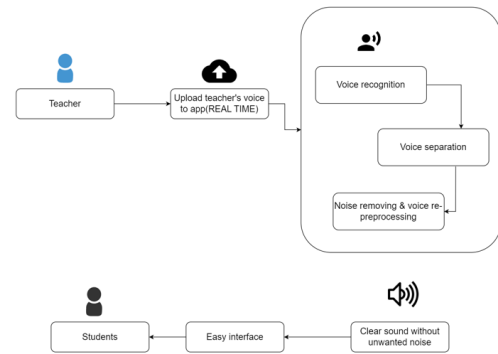 Teacher
Upload teacher's voice
to app(REAL TIME)
Voice recognition
Voice separation
Noise removing & voice re-
preprocessing
Students
Easy interface
Clear sound without
unwanted noise